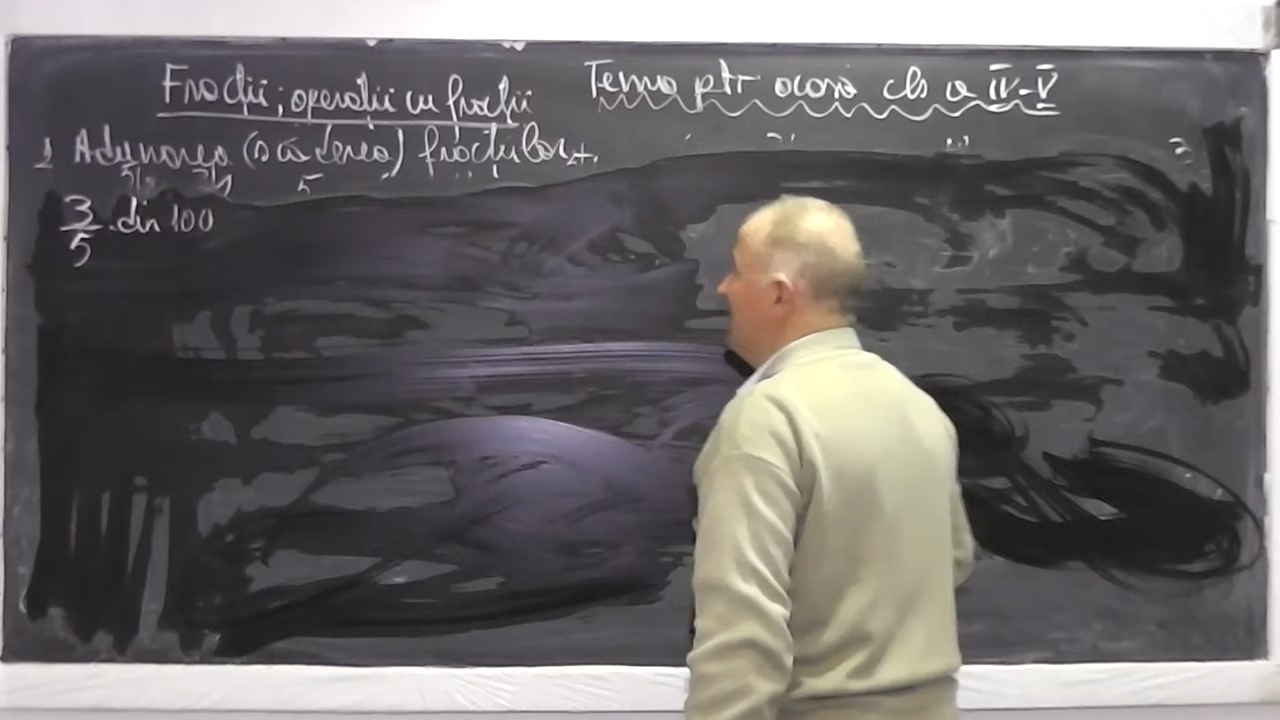 Fracții; operații cu fracții
Tema ptr acasă cls a IV-V
1 Adunarea (scăderea) fracțiilor
3/5 din 100